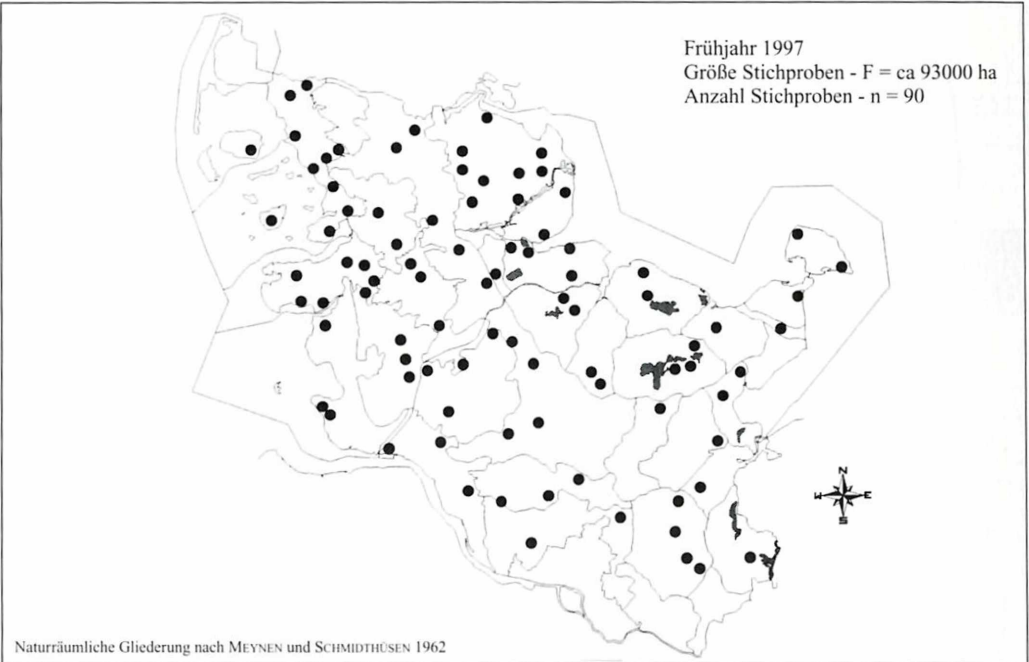 Frühjahr 1997
Größe Stichproben - F = ca 93000 ha
Anzahl Stichproben - n = 90
N
W E
S
Naturräumliche Gliederung nach MEYNEN und SCHMIDTHÜSEN 1962